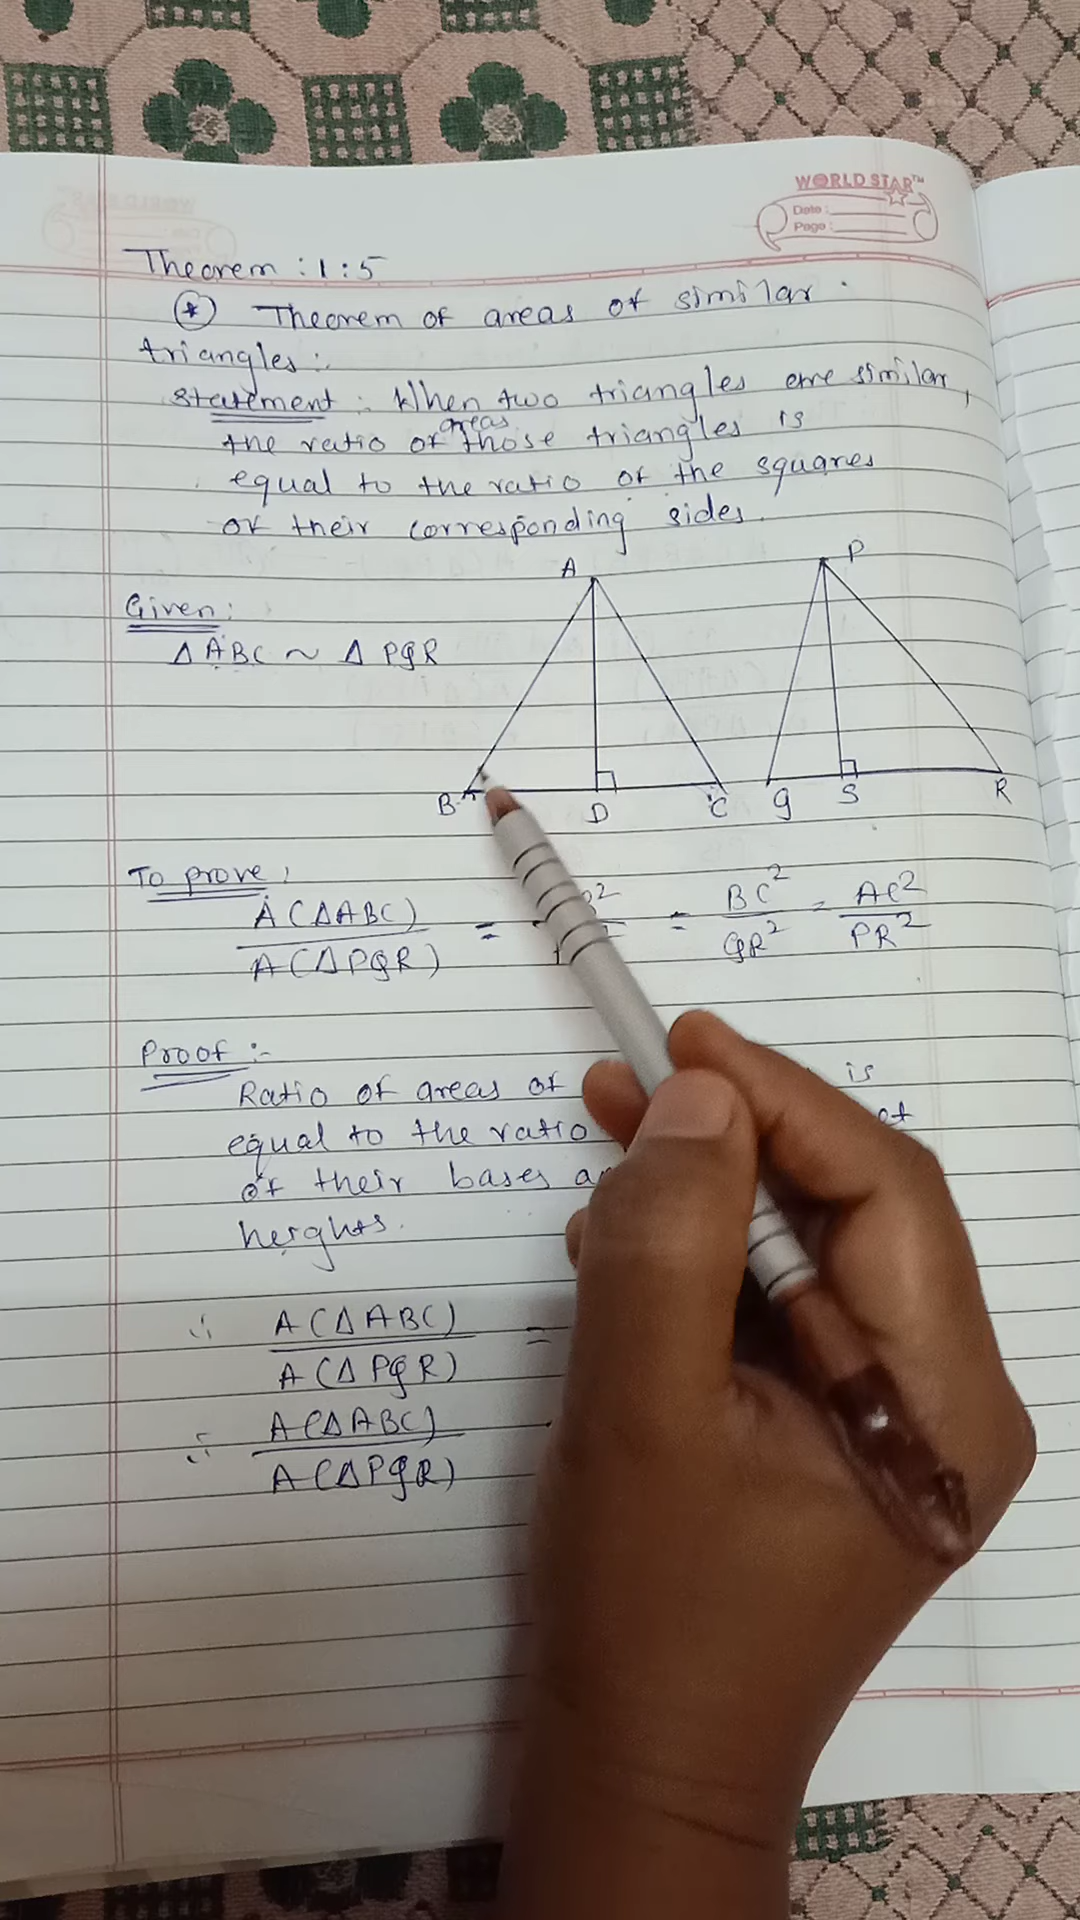 WORLD STAR™
Date :
Page :
Theorem : 1 : 5
* Theorem of areas of similar
triangles :
Statement : When two triangles are similar,
areas
the ratio of those triangles is
equal to the ratio of the squares
of their corresponding sides.
A P
Given :
Δ ABC ~ Δ PQR
B D C Q S R
To prove :
A(ΔABC) = = BC² = AC²
A(ΔPQR) QR² PR²
Proof :-
Ratio of areas of is
equal to the ratio
of their bases
heights.
∴ A(ΔABC) =
A(ΔPQR)
∴ A(ΔABC)
A(ΔPQR)